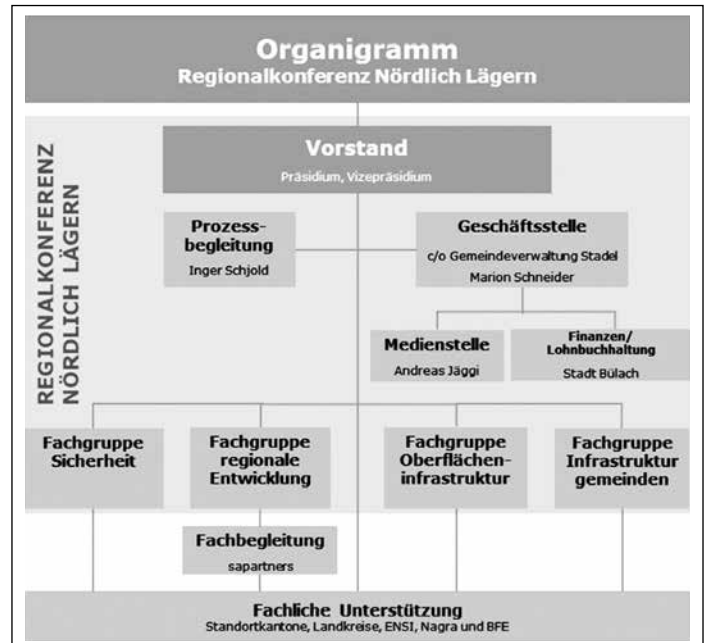 Organigramm
Regionalkonferenz Nördlich Lägern
REGIONALKONFERENZ
NÖRDLICH LÄGERN
Vorstand
Präsidium, Vizepräsidium
Prozess-
begleitung
Inger Schjold
Geschäftsstelle
c/o Gemeindeverwaltung Stadel
Marion Schneider
Medienstelle
Andreas Jäggi
Finanzen/
Lohnbuchhaltung
Stadt Bülach
Fachgruppe
Sicherheit
Fachgruppe
regionale
Entwicklung
Fachgruppe
Oberflächen-
infrastruktur
Fachgruppe
Infrastruktur
gemeinden
Fachbegleitung
sapartners
Fachliche Unterstützung
Standortkantone, Landkreise, ENSI, Nagra und BFE